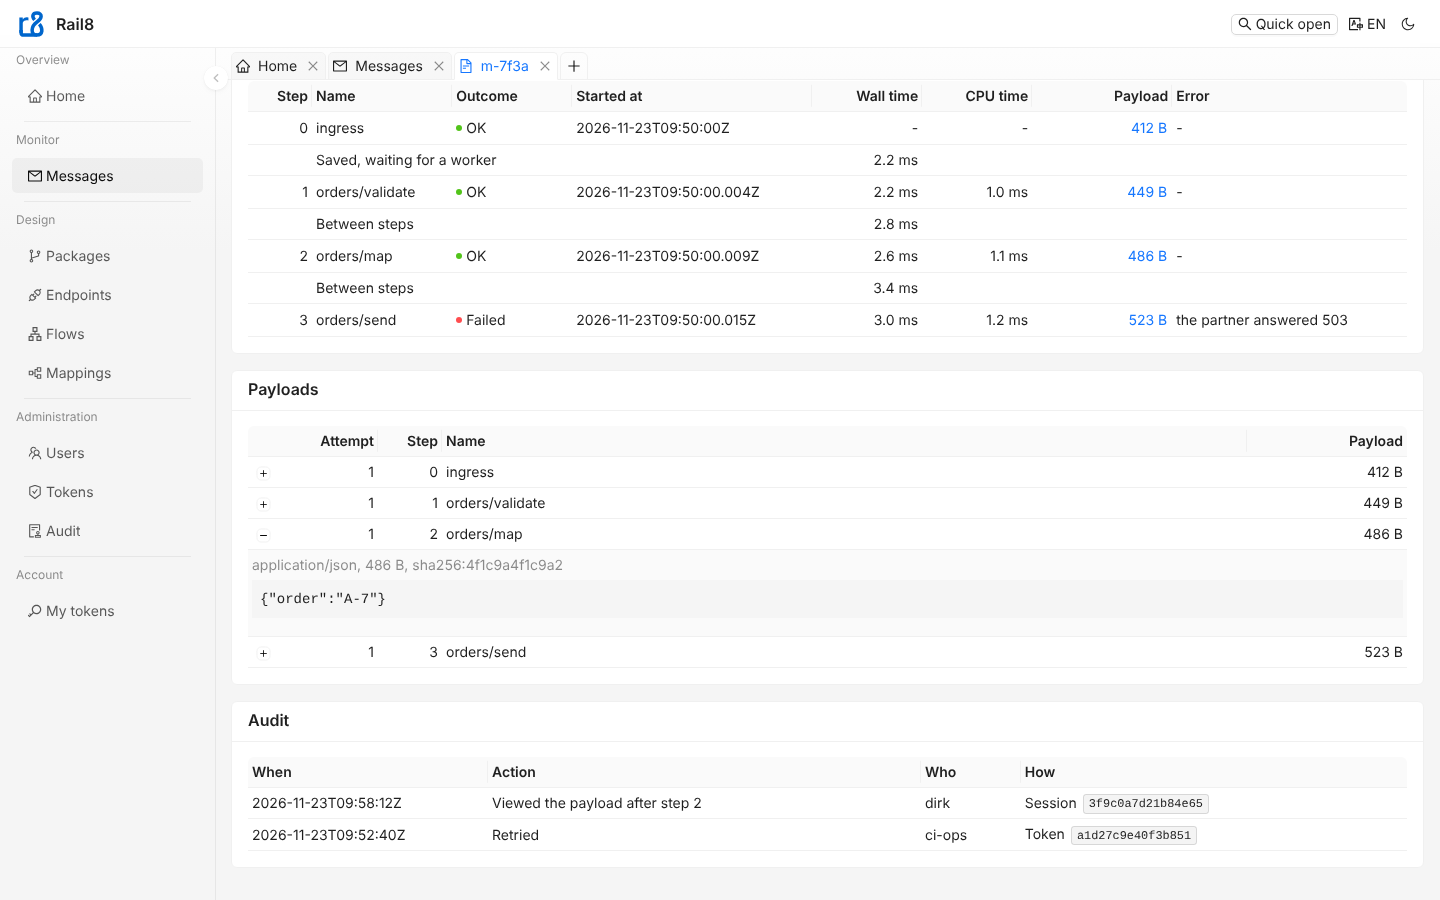 r8 Rail8 Quick open EN
Overview
Home
Monitor
Messages
Design
Packages
Endpoints
Flows
Mappings
Administration
Users
Tokens
Audit
Account
My tokens
Home Messages m-7f3a
Step Name Outcome Started at Wall time CPU time Payload Error
0 ingress OK 2026-11-23T09:50:00Z - - 412 B -
Saved, waiting for a worker 2.2 ms
1 orders/validate OK 2026-11-23T09:50:00.004Z 2.2 ms 1.0 ms 449 B -
Between steps 2.8 ms
2 orders/map OK 2026-11-23T09:50:00.009Z 2.6 ms 1.1 ms 486 B -
Between steps 3.4 ms
3 orders/send Failed 2026-11-23T09:50:00.015Z 3.0 ms 1.2 ms 523 B the partner answered 503
Payloads
Attempt Step Name Payload
+ 1 0 ingress 412 B
+ 1 1 orders/validate 449 B
− 1 2 orders/map 486 B
application/json, 486 B, sha256:4f1c9a4f1c9a2
{"order":"A-7"}
+ 1 3 orders/send 523 B
Audit
When Action Who How
2026-11-23T09:58:12Z Viewed the payload after step 2 dirk Session 3f9c0a7d21b84e65
2026-11-23T09:52:40Z Retried ci-ops Token a1d27c9e40f3b851